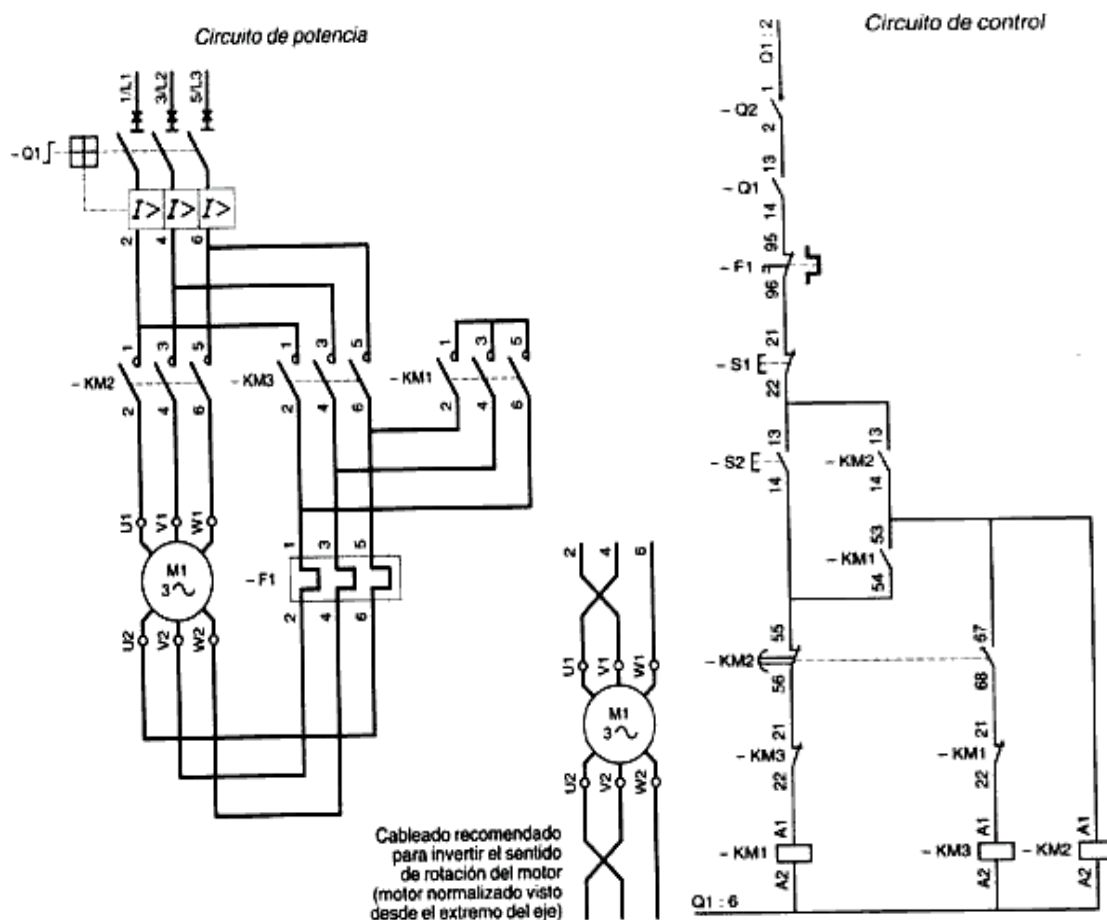 Circuito de potencia
1/L1 3/L2 5/L3
– Q1
I> I> I>
2 4 6
1 3 5
– KM2
2 4 6
1 3 5
– KM3
2 4 6
1 3 5
– KM1
2 4 6
U1 V1 W1
M1
3
U2 V2 W2
1 3 5
– F1
2 4 6
2 4 6
U1 V1 W1
M1
3
U2 V2 W2
Cableado recomendado
para invertir el sentido
de rotación del motor
(motor normalizado visto
desde el extremo del eje)
Circuito de control
Q1 : 2
1
– Q2
2
13
– Q1
14
95
– F1
96
21
– S1
22
13
– S2
14
13
– KM2
14
53
– KM1
54
55
– KM2
56
67
68
21
– KM3
22
21
– KM1
22
A1
– KM1
A2
A1
– KM3
A2
A1
– KM2
A2
Q1 : 6